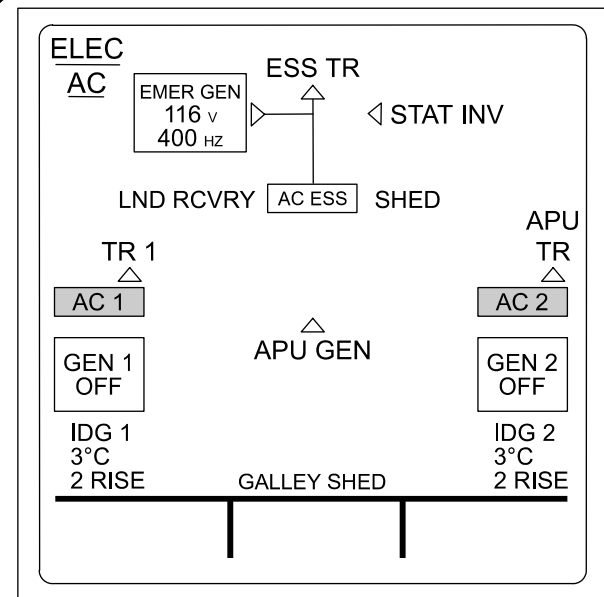 ELEC
AC
ESS TR
EMER GEN
116 V
400 HZ
STAT INV
LND RCVRY
AC ESS
SHED
APU
TR
TR 1
AC 1
AC 2
APU GEN
GEN 1
OFF
GEN 2
OFF
IDG 1
3°C
2 RISE
IDG 2
3°C
2 RISE
GALLEY SHED